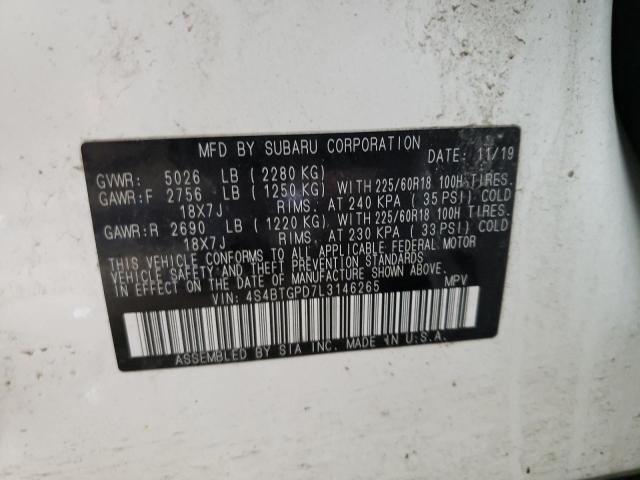 MFD BY SUBARU CORPORATION
DATE: 11/19
GVWR: 5026 LB (2280 KG)
GAWR:F 2756 LB (1250 KG) WITH 225/60R18 100H TIRES.
18X7J RIMS. AT 240 KPA (35 PSI) COLD
GAWR:R 2690 LB (1220 KG) WITH 225/60R18 100H TIRES.
18X7J RIMS. AT 230 KPA (33 PSI) COLD
THIS VEHICLE CONFORMS TO ALL APPLICABLE FEDERAL MOTOR
VEHICLE SAFETY AND THEFT PREVENTION STANDARDS
IN EFFECT ON THE DATE OF MANUFACTURE SHOWN ABOVE.
VIN: 4S4BTGPD7L3146265 MPV
ASSEMBLED BY SIA INC. MADE IN U.S.A.